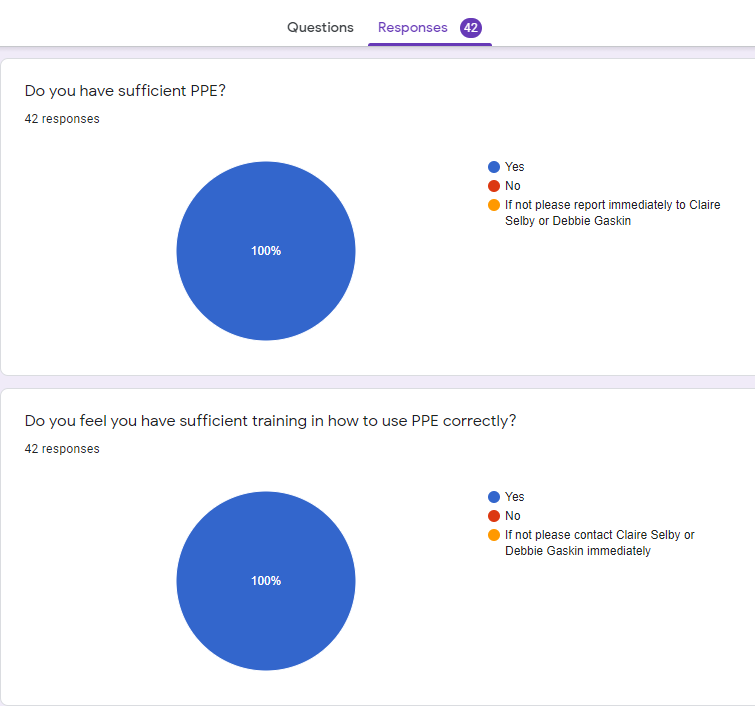 Questions Responses 42
Do you have sufficient PPE?
42 responses
100%
Yes
No
If not please report immediately to Claire
Selby or Debbie Gaskin
Do you feel you have sufficient training in how to use PPE correctly?
42 responses
100%
Yes
No
If not please contact Claire Selby or
Debbie Gaskin immediately